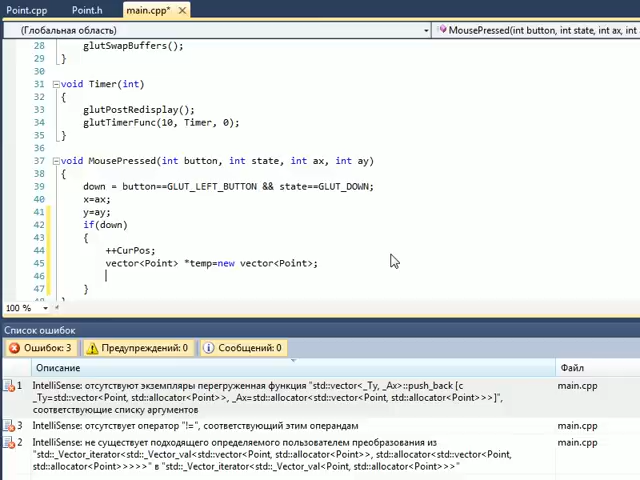 Point.cpp Point.h main.cpp* ✕
(Глобальная область) MousePressed(int button, int state, int ax, int
28 glutSwapBuffers();
29 }
30
31 void Timer(int)
32 {
33 glutPostRedisplay();
34 glutTimerFunc(10, Timer, 0);
35 }
36
37 void MousePressed(int button, int state, int ax, int ay)
38 {
39 down = button==GLUT_LEFT_BUTTON && state==GLUT_DOWN;
40 x=ax;
41 y=ay;
42 if(down)
43 {
44 ++CurPos;
45 vector<Point> *temp=new vector<Point>;
46
47 }
100 %
Список ошибок
Ошибок: 3 Предупреждений: 0 Сообщений: 0
Описание Файл
1 IntelliSense: отсутствуют экземпляры перегруженная функция "std::vector<_Ty, _Ax>::push_back [с main.cpp
_Ty=std::vector<Point, std::allocator<Point>>, _Ax=std::allocator<std::vector<Point, std::allocator<Point>>>]",
соответствующие списку аргументов
3 IntelliSense: отсутствует оператор "!=", соответствующий этим операндам main.cpp
2 IntelliSense: не существует подходящего определяемого пользователем преобразования из main.cpp
"std::_Vector_iterator<std::_Vector_val<std::vector<Point, std::allocator<Point>>, std::allocator<std::vector<Point,
std::allocator<Point>>>>>" в "std::_Vector_iterator<std::_Vector_val<Point, std::allocator<Point>>>"